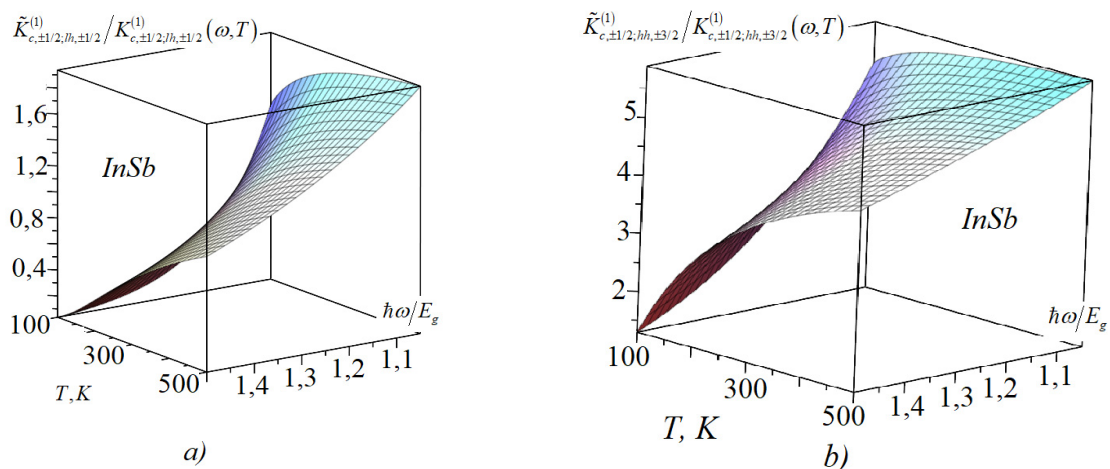 K̃⁽¹⁾c,±1/2;lh,±1/2/K⁽¹⁾c,±1/2;lh,±1/2(ω,T)
1,6
1,2
0,8
0,4
InSb
100
300
500
T,K
ħω/Eg
1,4
1,3
1,2
1,1
a)
K̃⁽¹⁾c,±1/2;hh,±3/2/K⁽¹⁾c,±1/2;hh,±3/2(ω,T)
5
4
3
2
InSb
100
300
500
T, K
ħω/Eg
1,4
1,3
1,2
1,1
b)